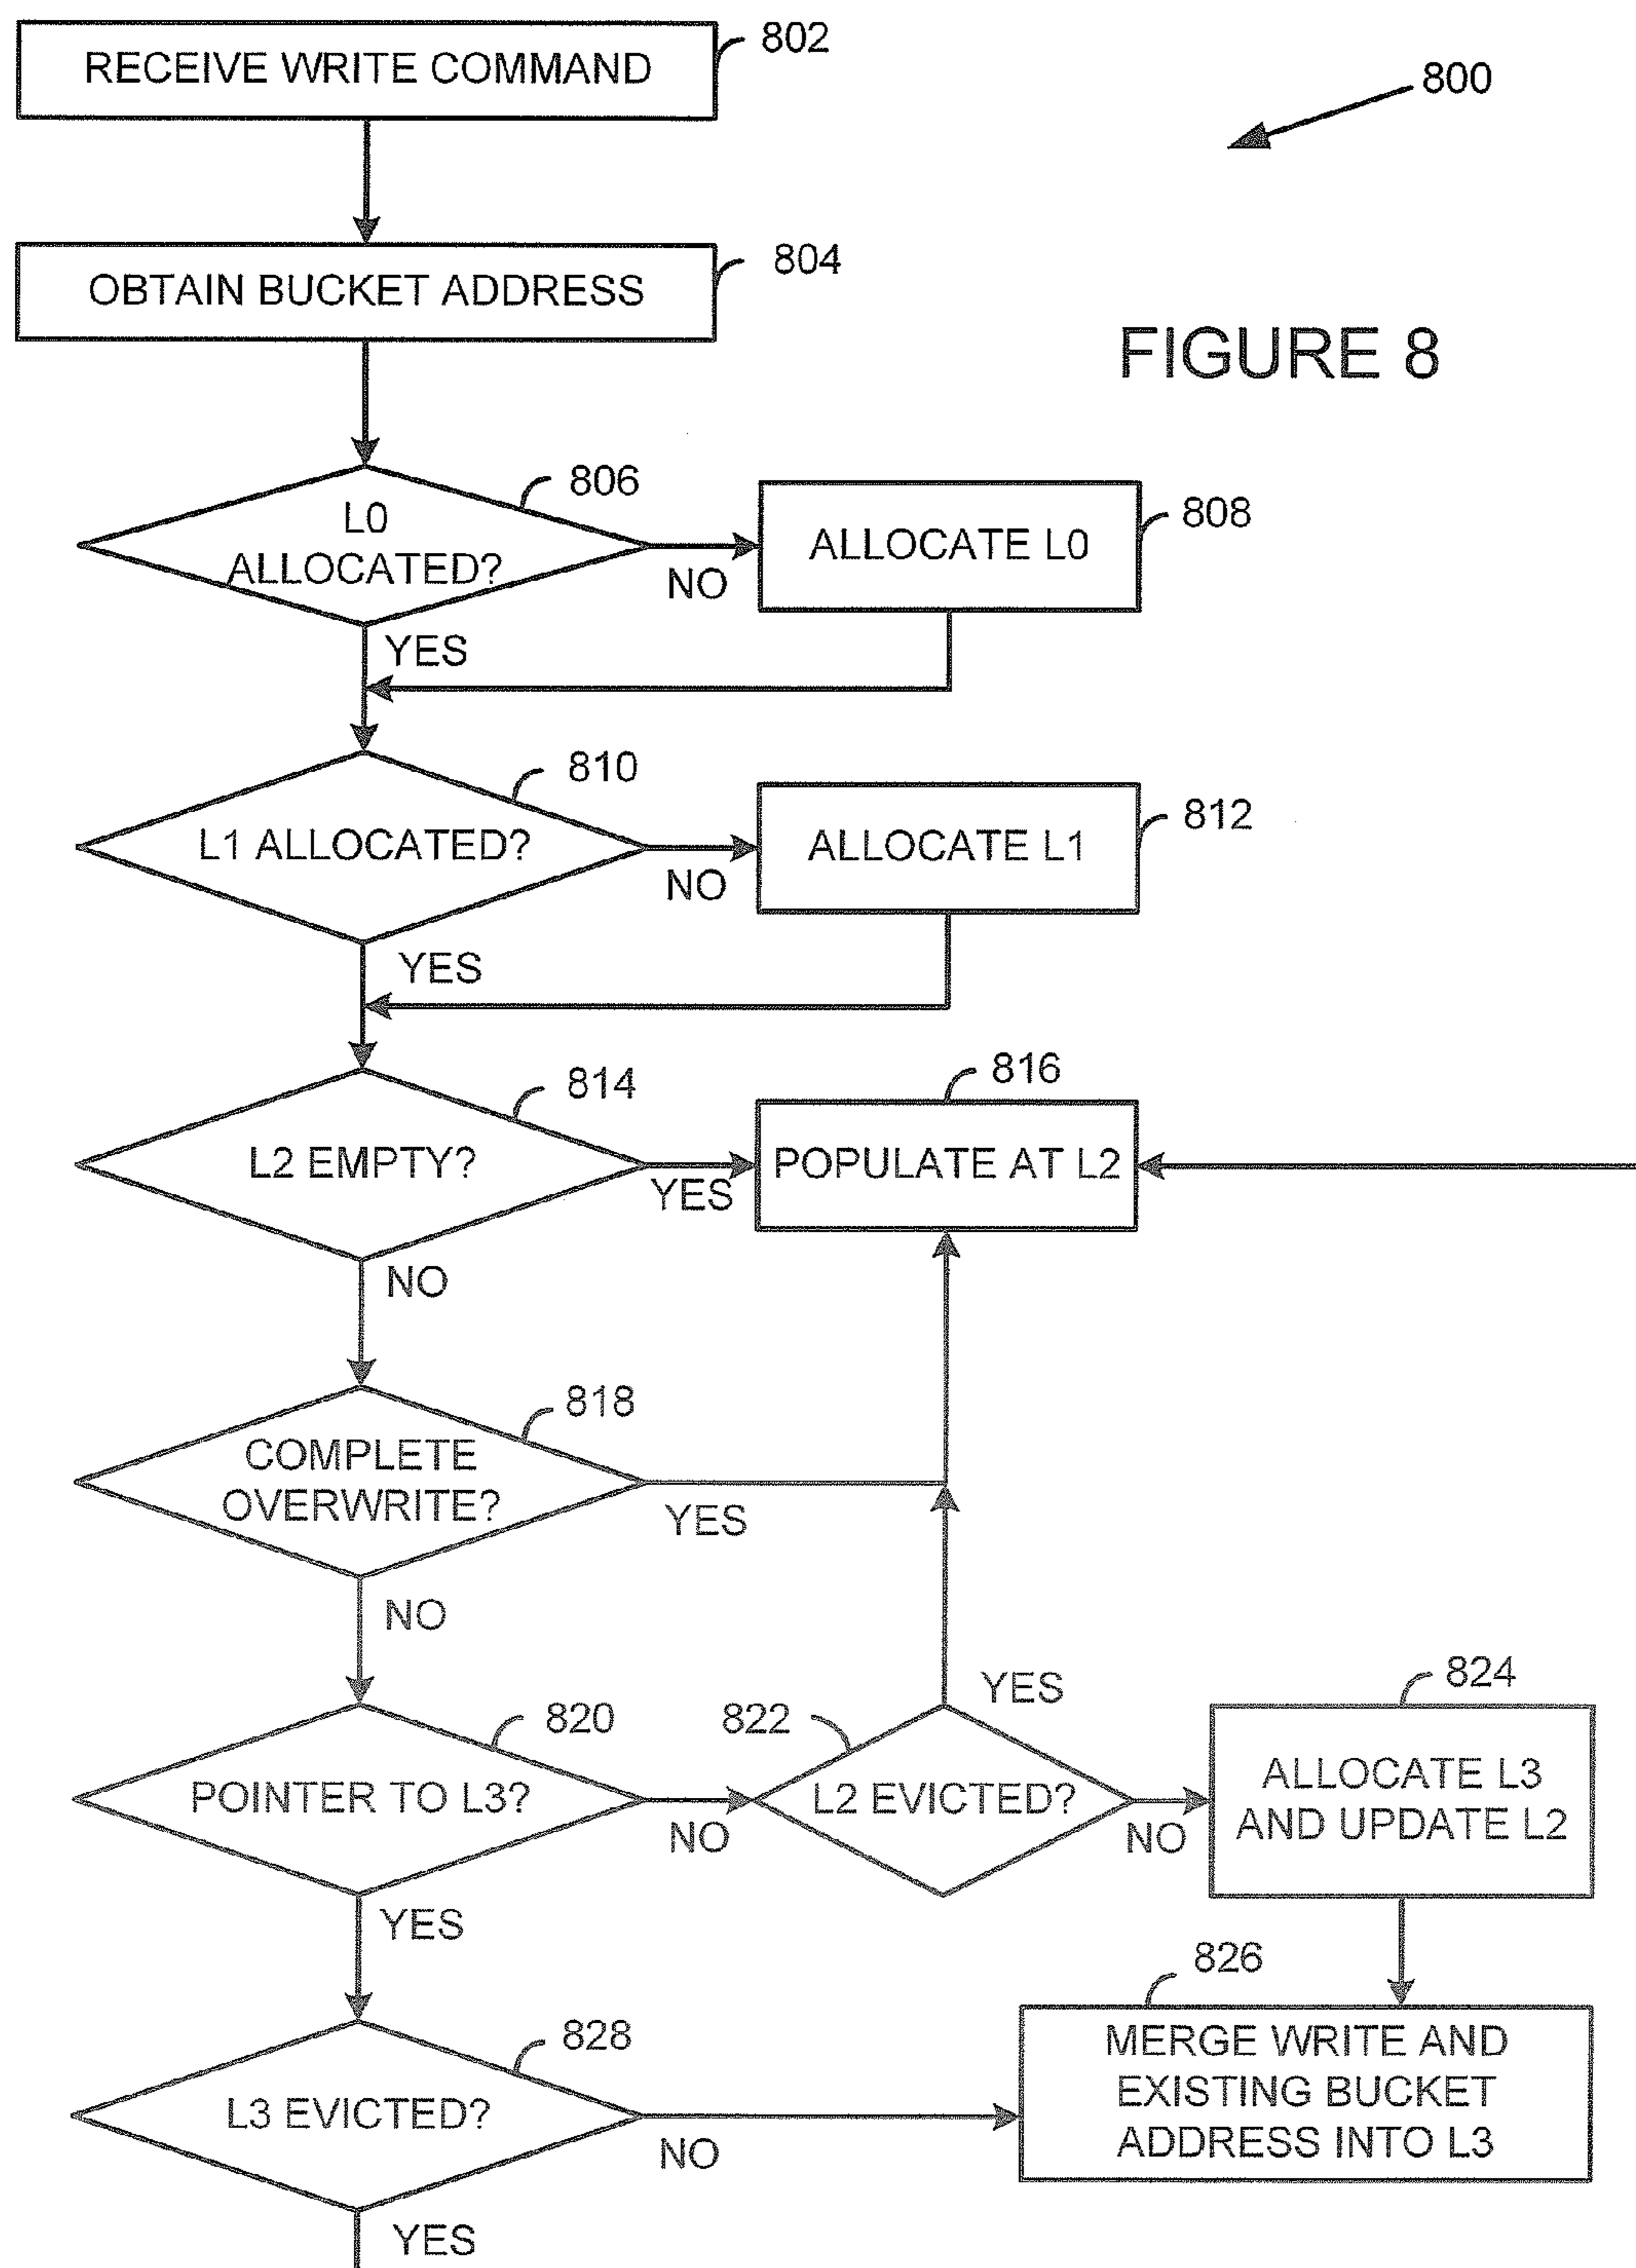 RECEIVE WRITE COMMAND
802
800
OBTAIN BUCKET ADDRESS
804
FIGURE 8
L0
ALLOCATED?
806
NO
ALLOCATE L0
808
YES
L1 ALLOCATED?
810
NO
ALLOCATE L1
812
YES
L2 EMPTY?
814
YES
POPULATE AT L2
816
NO
COMPLETE
OVERWRITE?
818
YES
NO
POINTER TO L3?
820
NO
L2 EVICTED?
822
YES
NO
ALLOCATE L3
AND UPDATE L2
824
YES
L3 EVICTED?
828
NO
MERGE WRITE AND
EXISTING BUCKET
ADDRESS INTO L3
826
YES